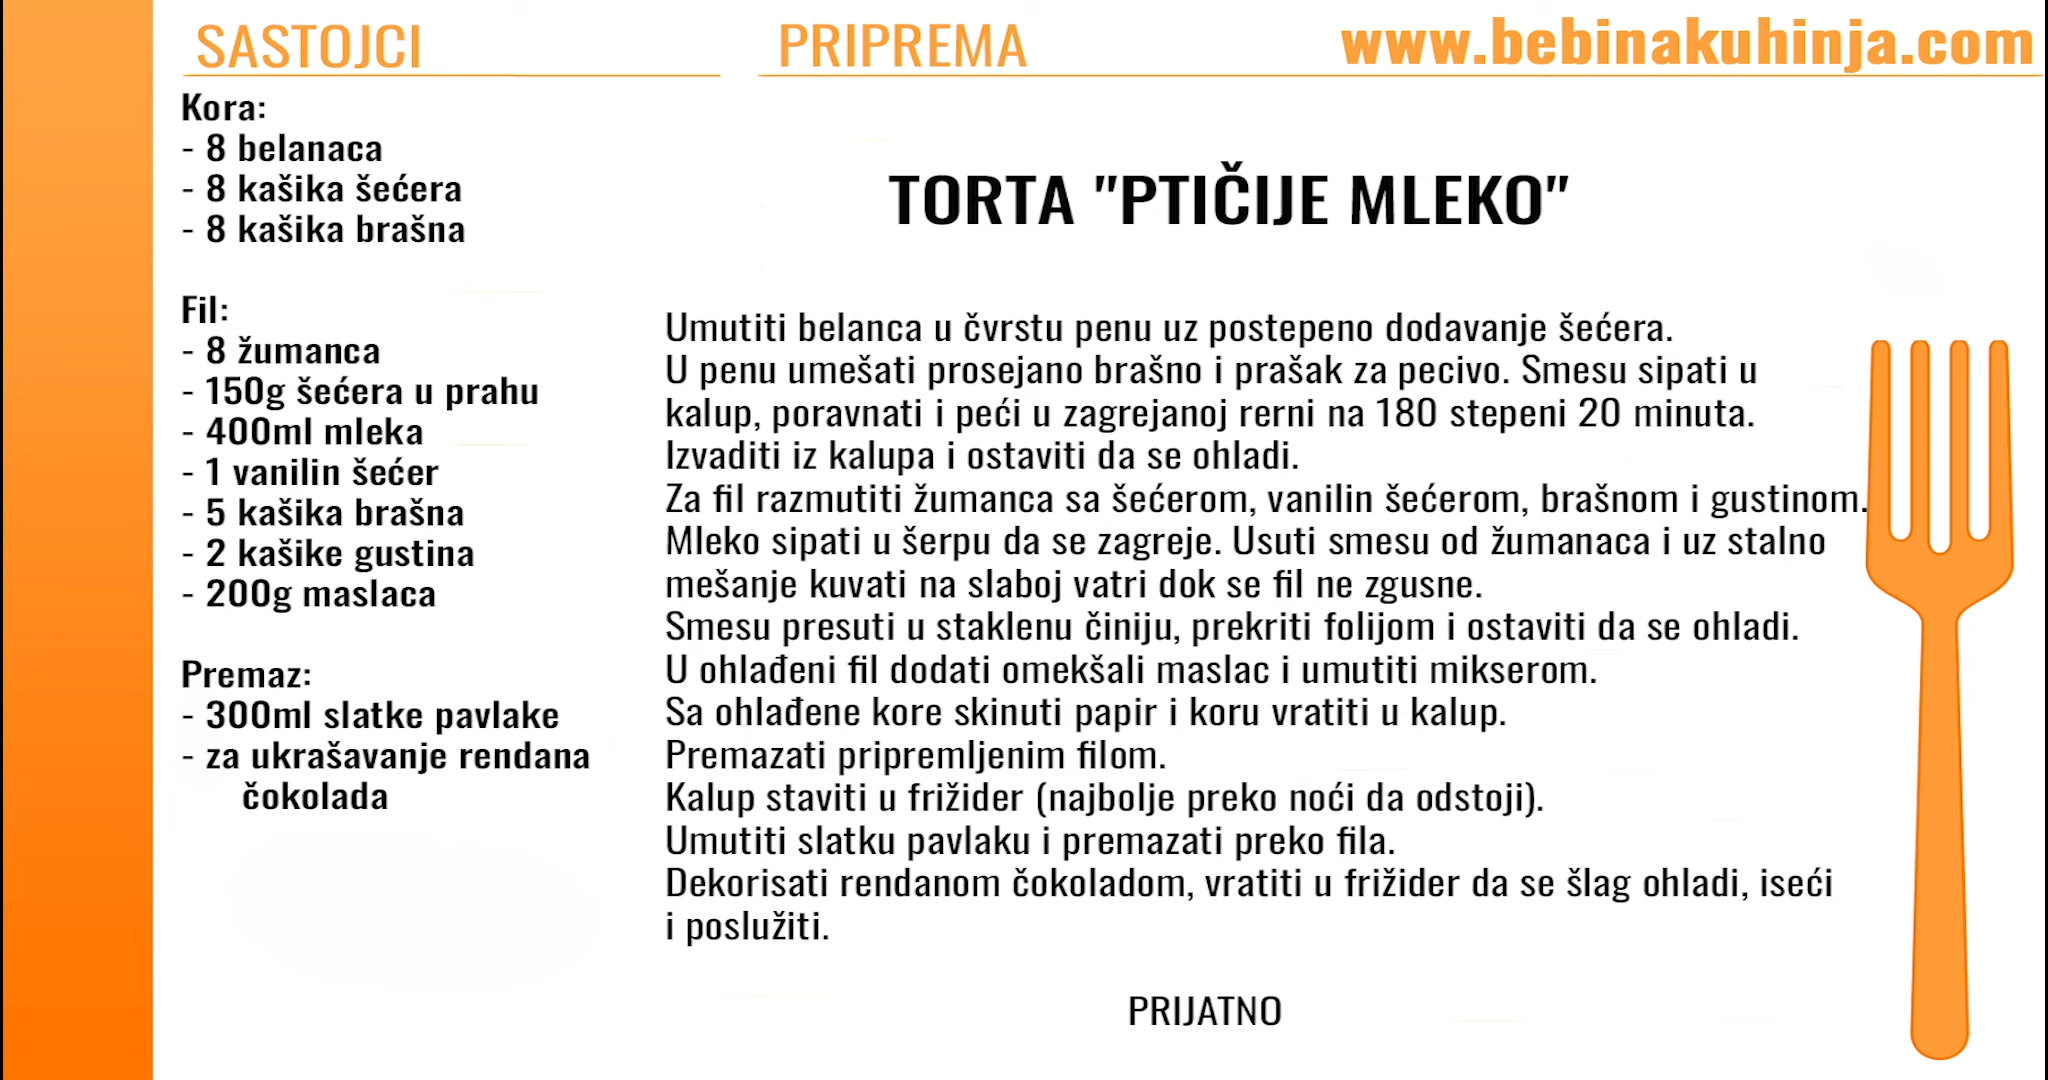 SASTOJCI
Kora:
- 8 belanaca
- 8 kašika šećera
- 8 kašika brašna
Fil:
- 8 žumanca
- 150g šećera u prahu
- 400ml mleka
- 1 vanilin šećer
- 5 kašika brašna
- 2 kašike gustina
- 200g maslaca
Premaz:
- 300ml slatke pavlake
- za ukrašavanje rendana
čokolada
PRIPREMA
www.bebinakuhinja.com
TORTA "PTIČIJE MLEKO"
Umutiti belanca u čvrstu penu uz postepeno dodavanje šećera.
U penu umešati prosejano brašno i prašak za pecivo. Smesu sipati u
kalup, poravnati i peći u zagrejanoj rerni na 180 stepeni 20 minuta.
Izvaditi iz kalupa i ostaviti da se ohladi.
Za fil razmutiti žumanca sa šećerom, vanilin šećerom, brašnom i gustinom.
Mleko sipati u šerpu da se zagreje. Usuti smesu od žumanaca i uz stalno
mešanje kuvati na slaboj vatri dok se fil ne zgusne.
Smesu presuti u staklenu činiju, prekriti folijom i ostaviti da se ohladi.
U ohlađeni fil dodati omekšali maslac i umutiti mikserom.
Sa ohlađene kore skinuti papir i koru vratiti u kalup.
Premazati pripremljenim filom.
Kalup staviti u frižider (najbolje preko noći da odstoji).
Umutiti slatku pavlaku i premazati preko fila.
Dekorisati rendanom čokoladom, vratiti u frižider da se šlag ohladi, iseći
i poslužiti.
PRIJATNO